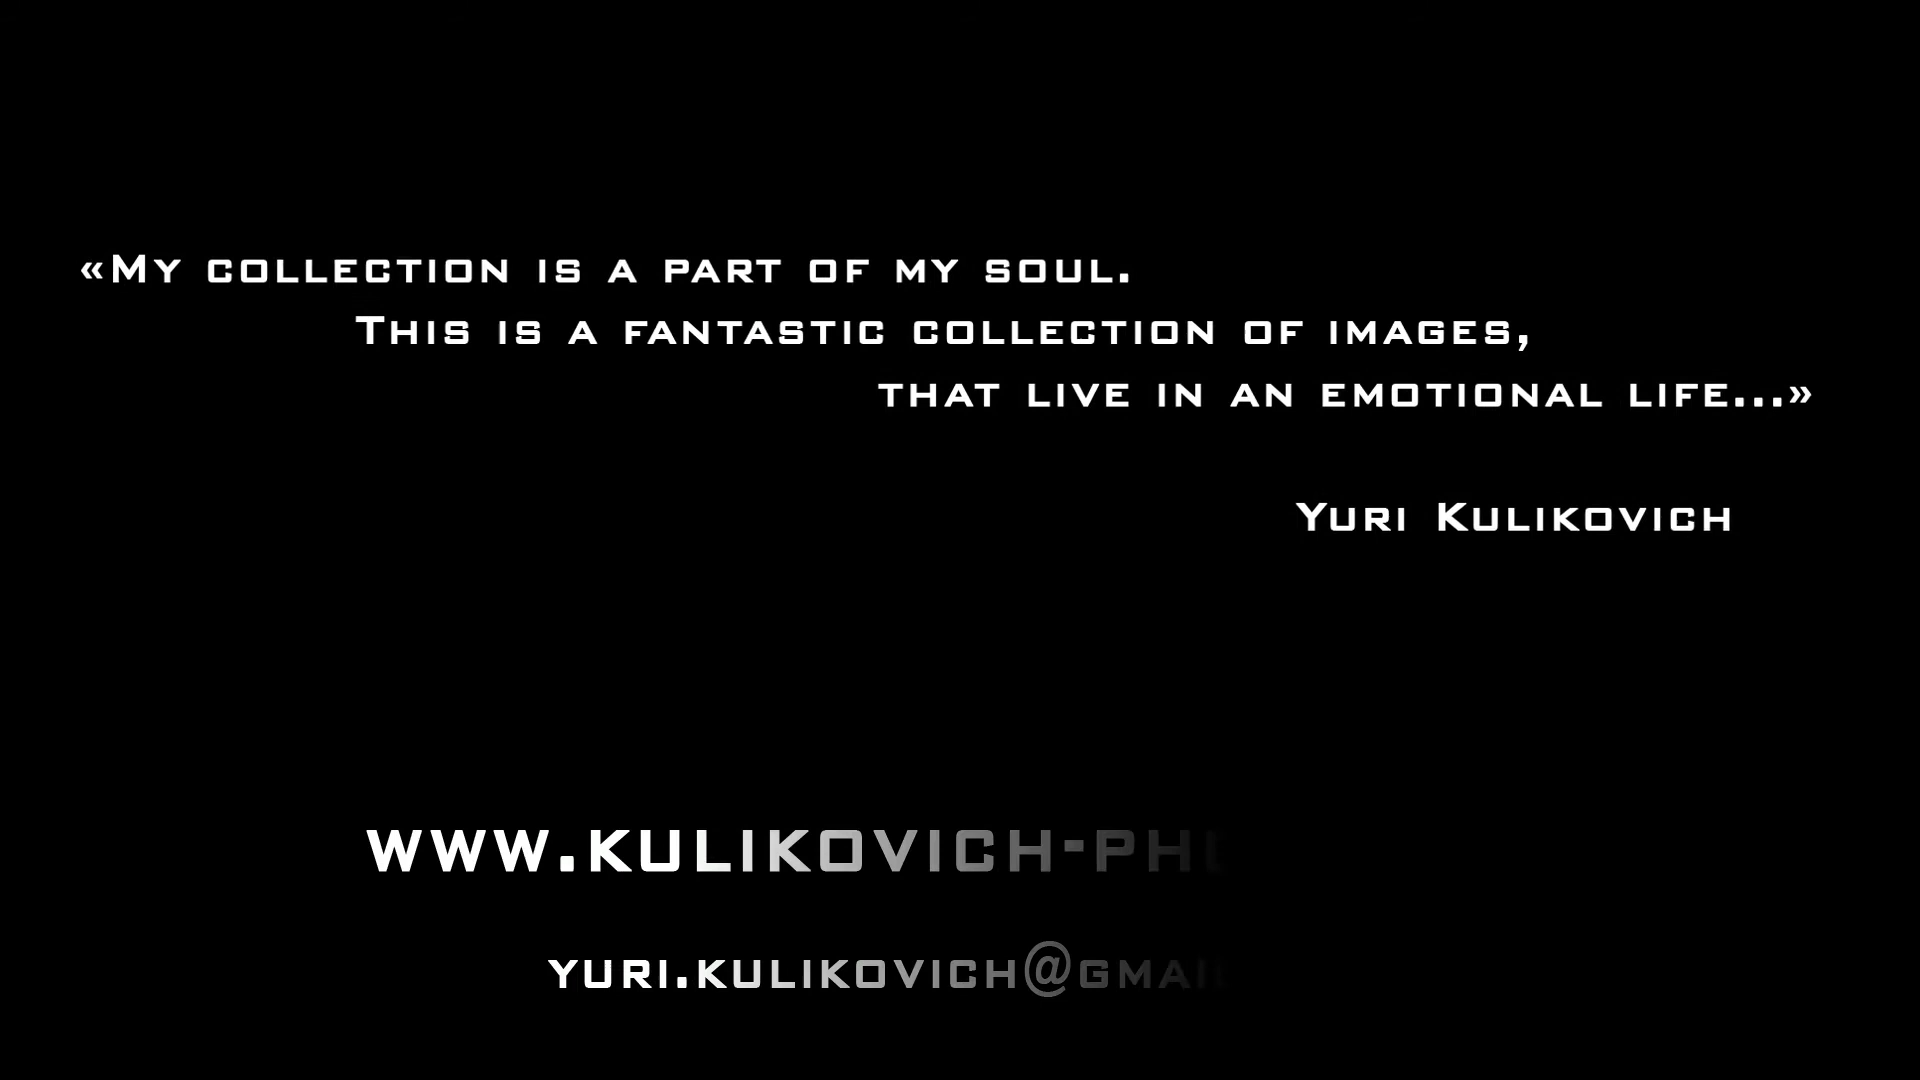 «My collection is a part of my soul.
This is a fantastic collection of images,
that live in an emotional life...»
Yuri Kulikovich
www.kulikovich-ph
yuri.kulikovich@gmai